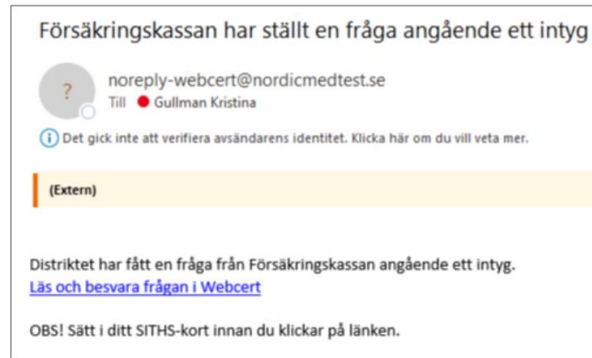 Försäkringskassan har ställt en fråga angående ett intyg
?
noreply-webcert@nordicmedtest.se
Till Gullman Kristina
Det gick inte att verifiera avsändarens identitet. Klicka här om du vill veta mer.
(Extern)
Distriktet har fått en fråga från Försäkringskassan angående ett intyg.
Läs och besvara frågan i Webcert
OBS! Sätt i ditt SITHS-kort innan du klickar på länken.